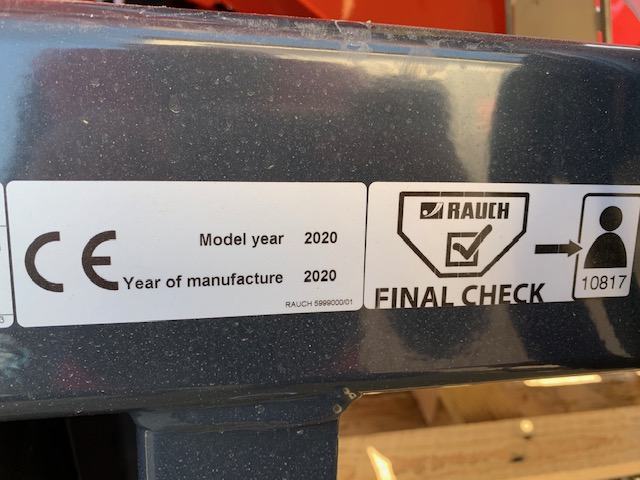 CE
Model year 2020
Year of manufacture 2020
RAUCH 5999000/01
RAUCH
FINAL CHECK
10817